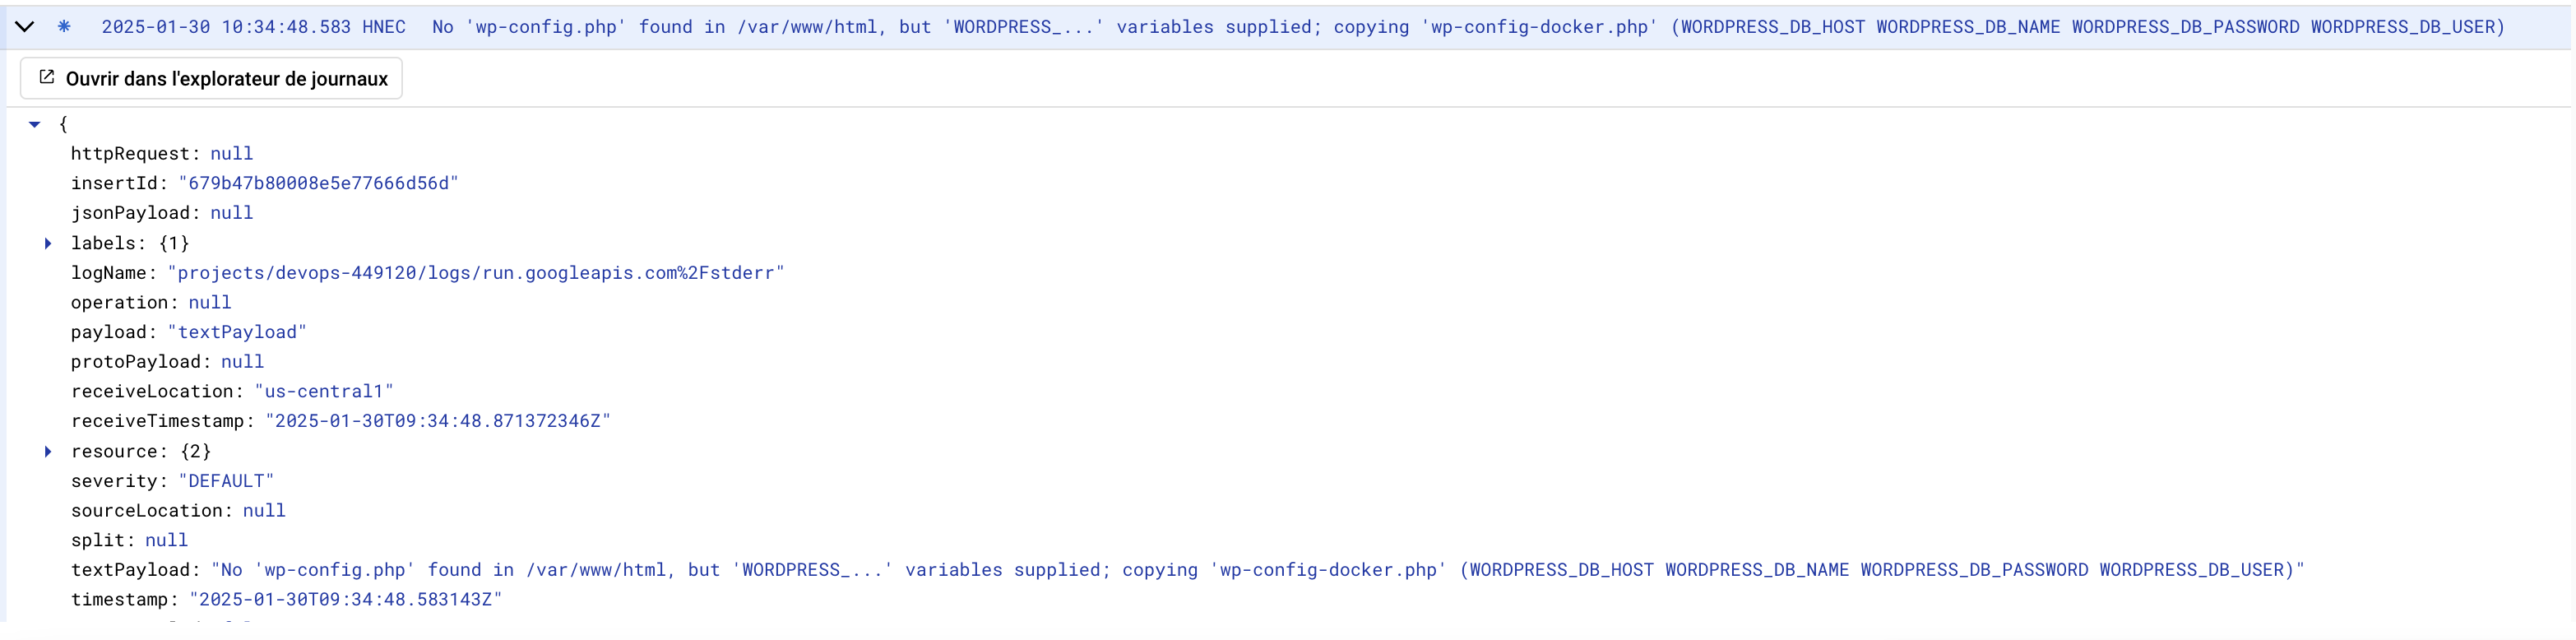 2025-01-30 10:34:48.583 HNEC No 'wp-config.php' found in /var/www/html, but 'WORDPRESS_...' variables supplied; copying 'wp-config-docker.php' (WORDPRESS_DB_HOST WORDPRESS_DB_NAME WORDPRESS_DB_PASSWORD WORDPRESS_DB_USER)
Ouvrir dans l'explorateur de journaux
{
httpRequest: null
insertId: "679b47b80008e5e77666d56d"
jsonPayload: null
labels: {1}
logName: "projects/devops-449120/logs/run.googleapis.com%2Fstderr"
operation: null
payload: "textPayload"
protoPayload: null
receiveLocation: "us-central1"
receiveTimestamp: "2025-01-30T09:34:48.871372346Z"
resource: {2}
severity: "DEFAULT"
sourceLocation: null
split: null
textPayload: "No 'wp-config.php' found in /var/www/html, but 'WORDPRESS_...' variables supplied; copying 'wp-config-docker.php' (WORDPRESS_DB_HOST WORDPRESS_DB_NAME WORDPRESS_DB_PASSWORD WORDPRESS_DB_USER)"
timestamp: "2025-01-30T09:34:48.583143Z"